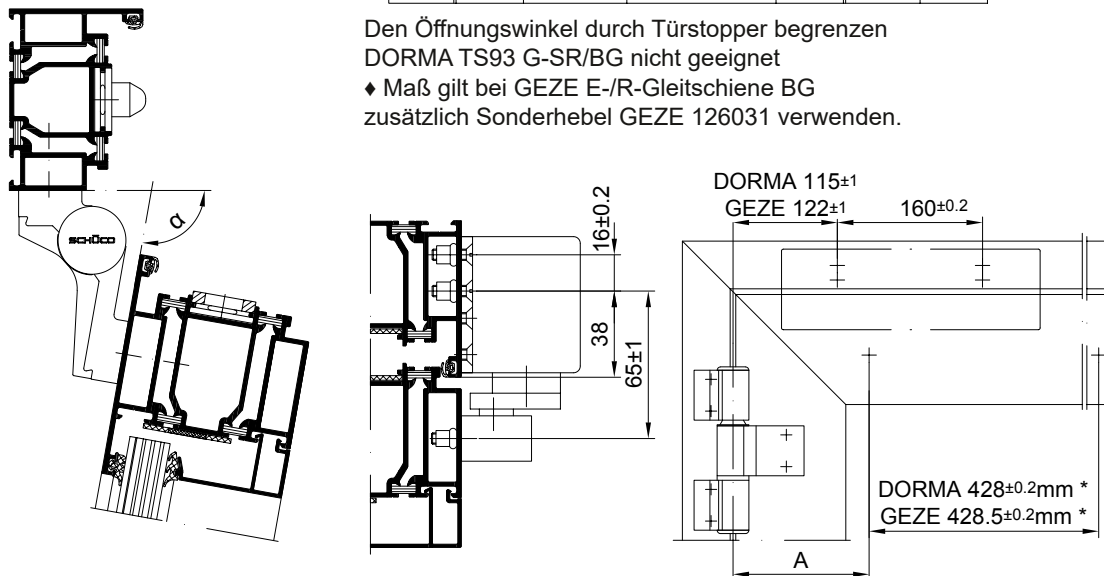 Den Öffnungswinkel durch Türstopper begrenzen
DORMA TS93 G-SR/BG nicht geeignet
♦ Maß gilt bei GEZE E-/R-Gleitschiene BG
zusätzlich Sonderhebel GEZE 126031 verwenden.
α
SCHÜCO
16±0.2
38
65±1
DORMA 115±1
GEZE 122±1
160±0.2
DORMA 428±0.2mm *
GEZE 428.5±0.2mm *
A